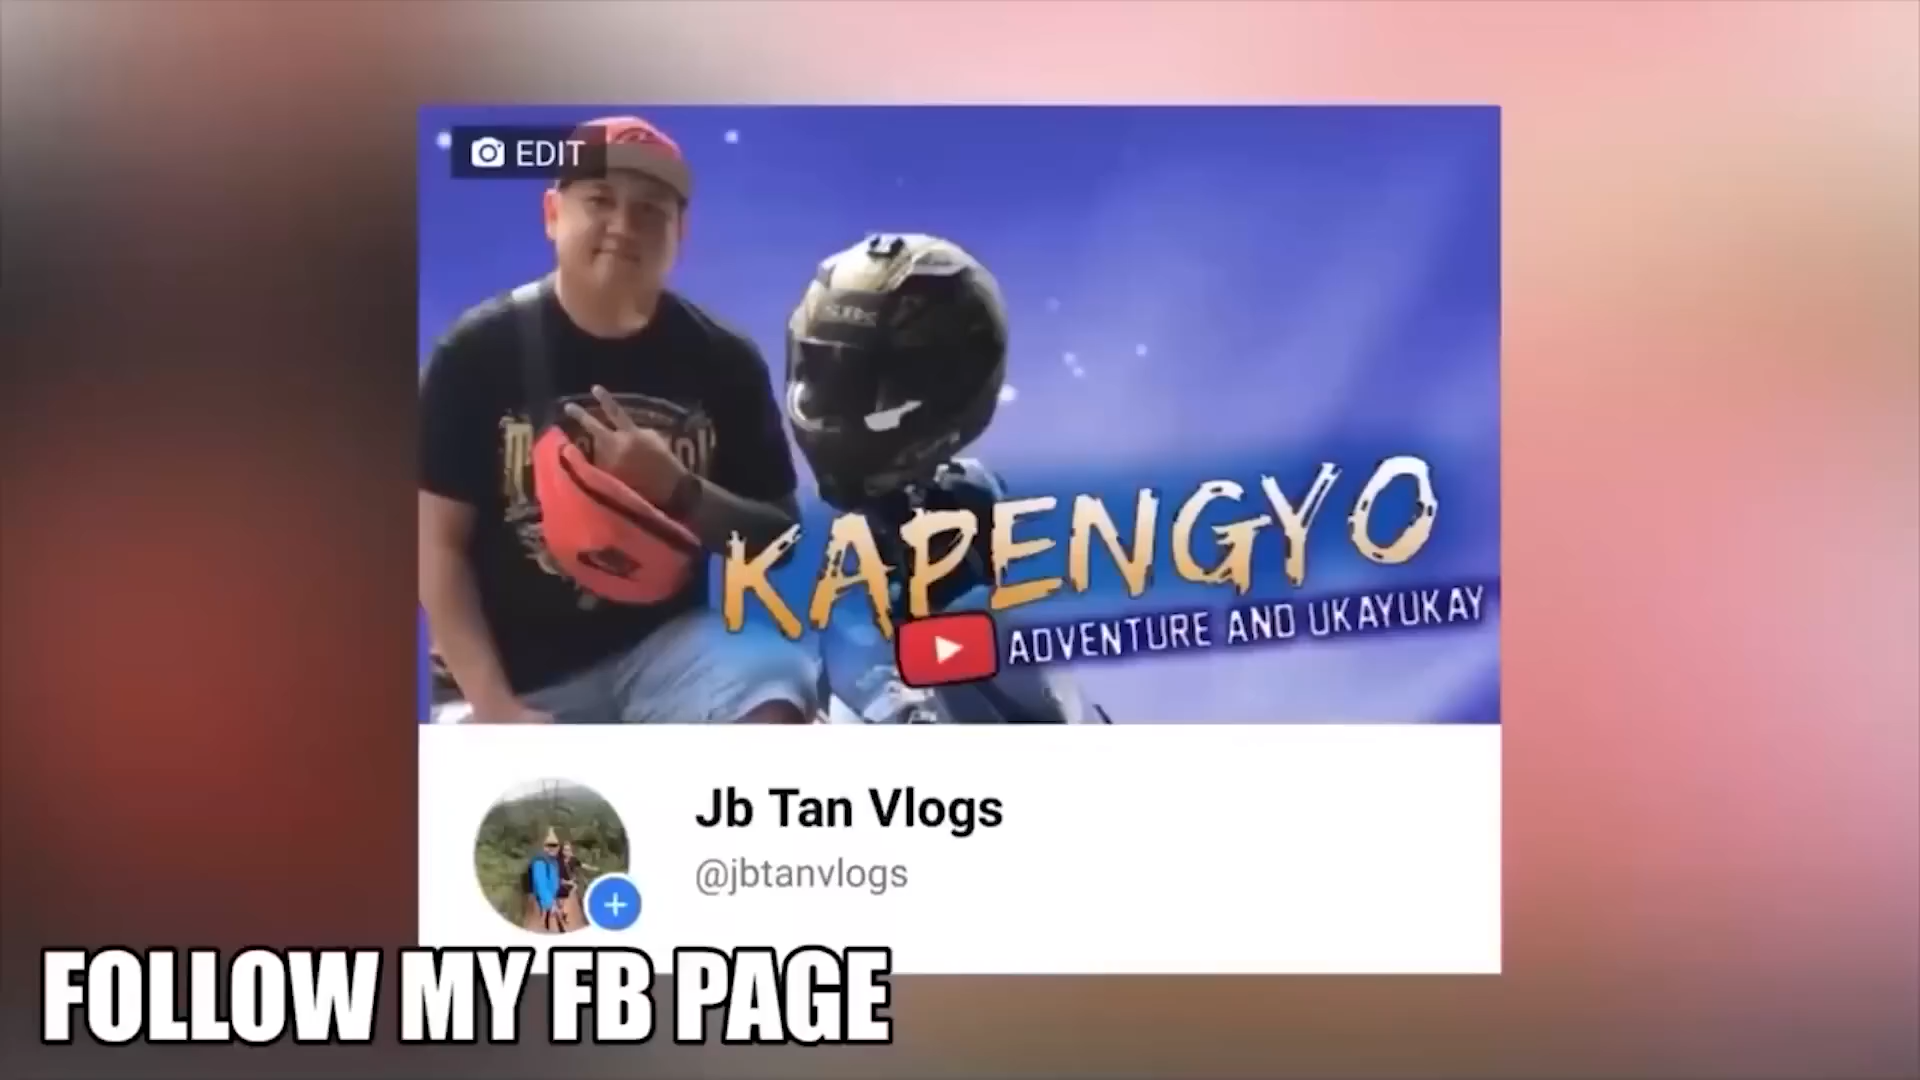 EDIT
KAPENGYO
ADVENTURE AND UKAYUKAY
Jb Tan Vlogs
@jbtanvlogs
FOLLOW MY FB PAGE